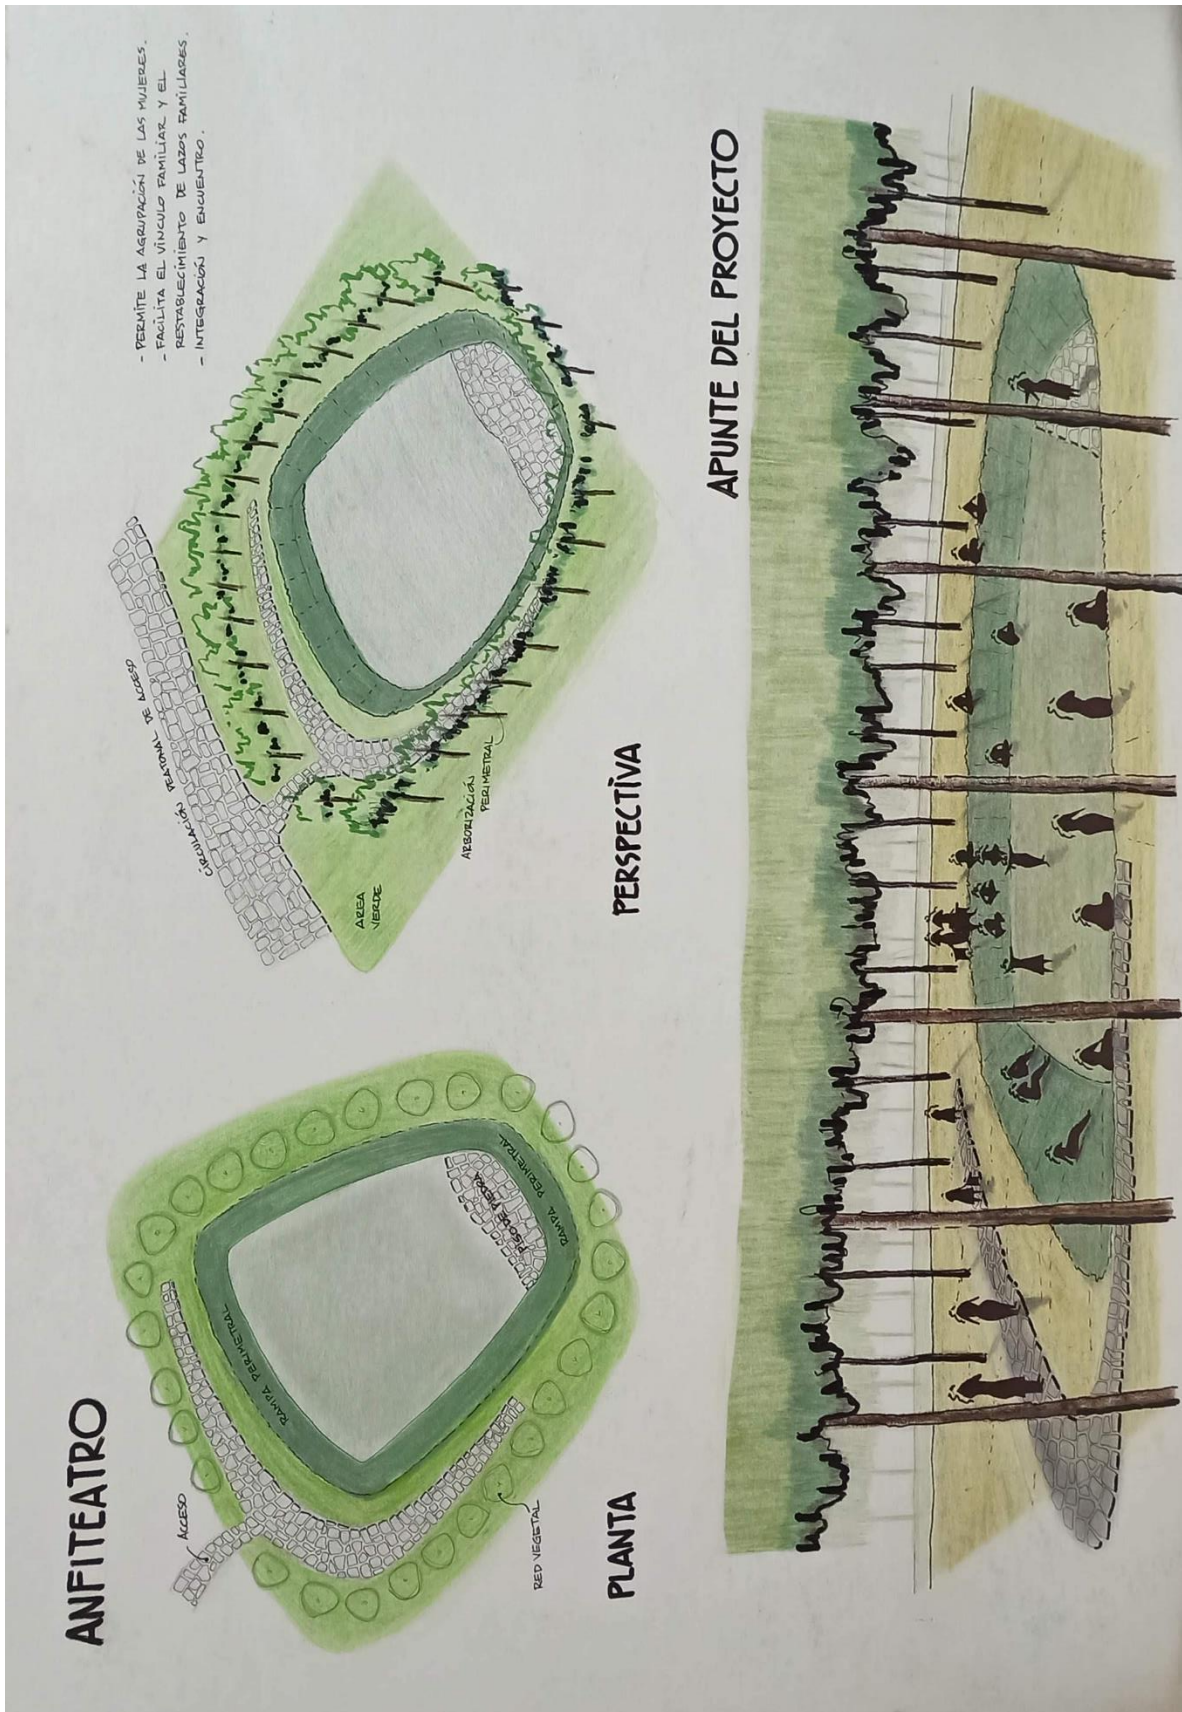 ANFITEATRO
- PERMITE LA AGRUPACIÓN DE LAS MUJERES.
- FACILITA EL VÍNCULO FAMILIAR Y EL
RESTABLECIMIENTO DE LAZOS FAMILIARES.
- INTEGRACIÓN Y ENCUENTRO.
ACCESO
RAMPA PERIMETRAL
PISO DE PIEDRA
RAMPA PERIMETRAL
RED VEGETAL
PLANTA
CIRCULACIÓN PEATONAL DE ACCESO
AREA
VERDE
ARBORIZACIÓN
PERIMETRAL
PERSPECTIVA
APUNTE DEL PROYECTO